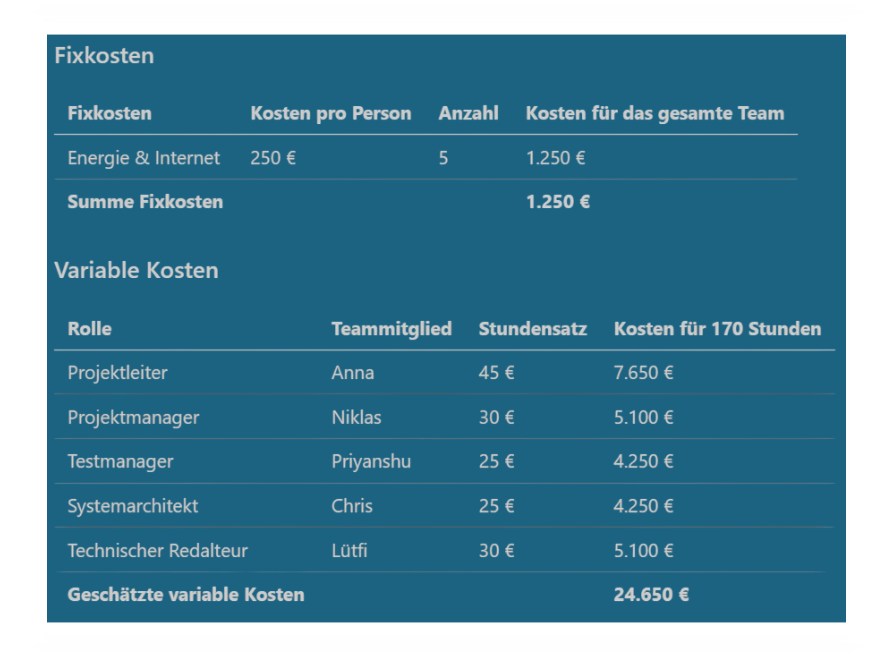 Fixkosten
Fixkosten Kosten pro Person Anzahl Kosten für das gesamte Team
Energie & Internet 250 € 5 1.250 €
Summe Fixkosten 1.250 €
Variable Kosten
Rolle Teammitglied Stundensatz Kosten für 170 Stunden
Projektleiter Anna 45 € 7.650 €
Projektmanager Niklas 30 € 5.100 €
Testmanager Priyanshu 25 € 4.250 €
Systemarchitekt Chris 25 € 4.250 €
Technischer Redalteur Lütfi 30 € 5.100 €
Geschätzte variable Kosten 24.650 €